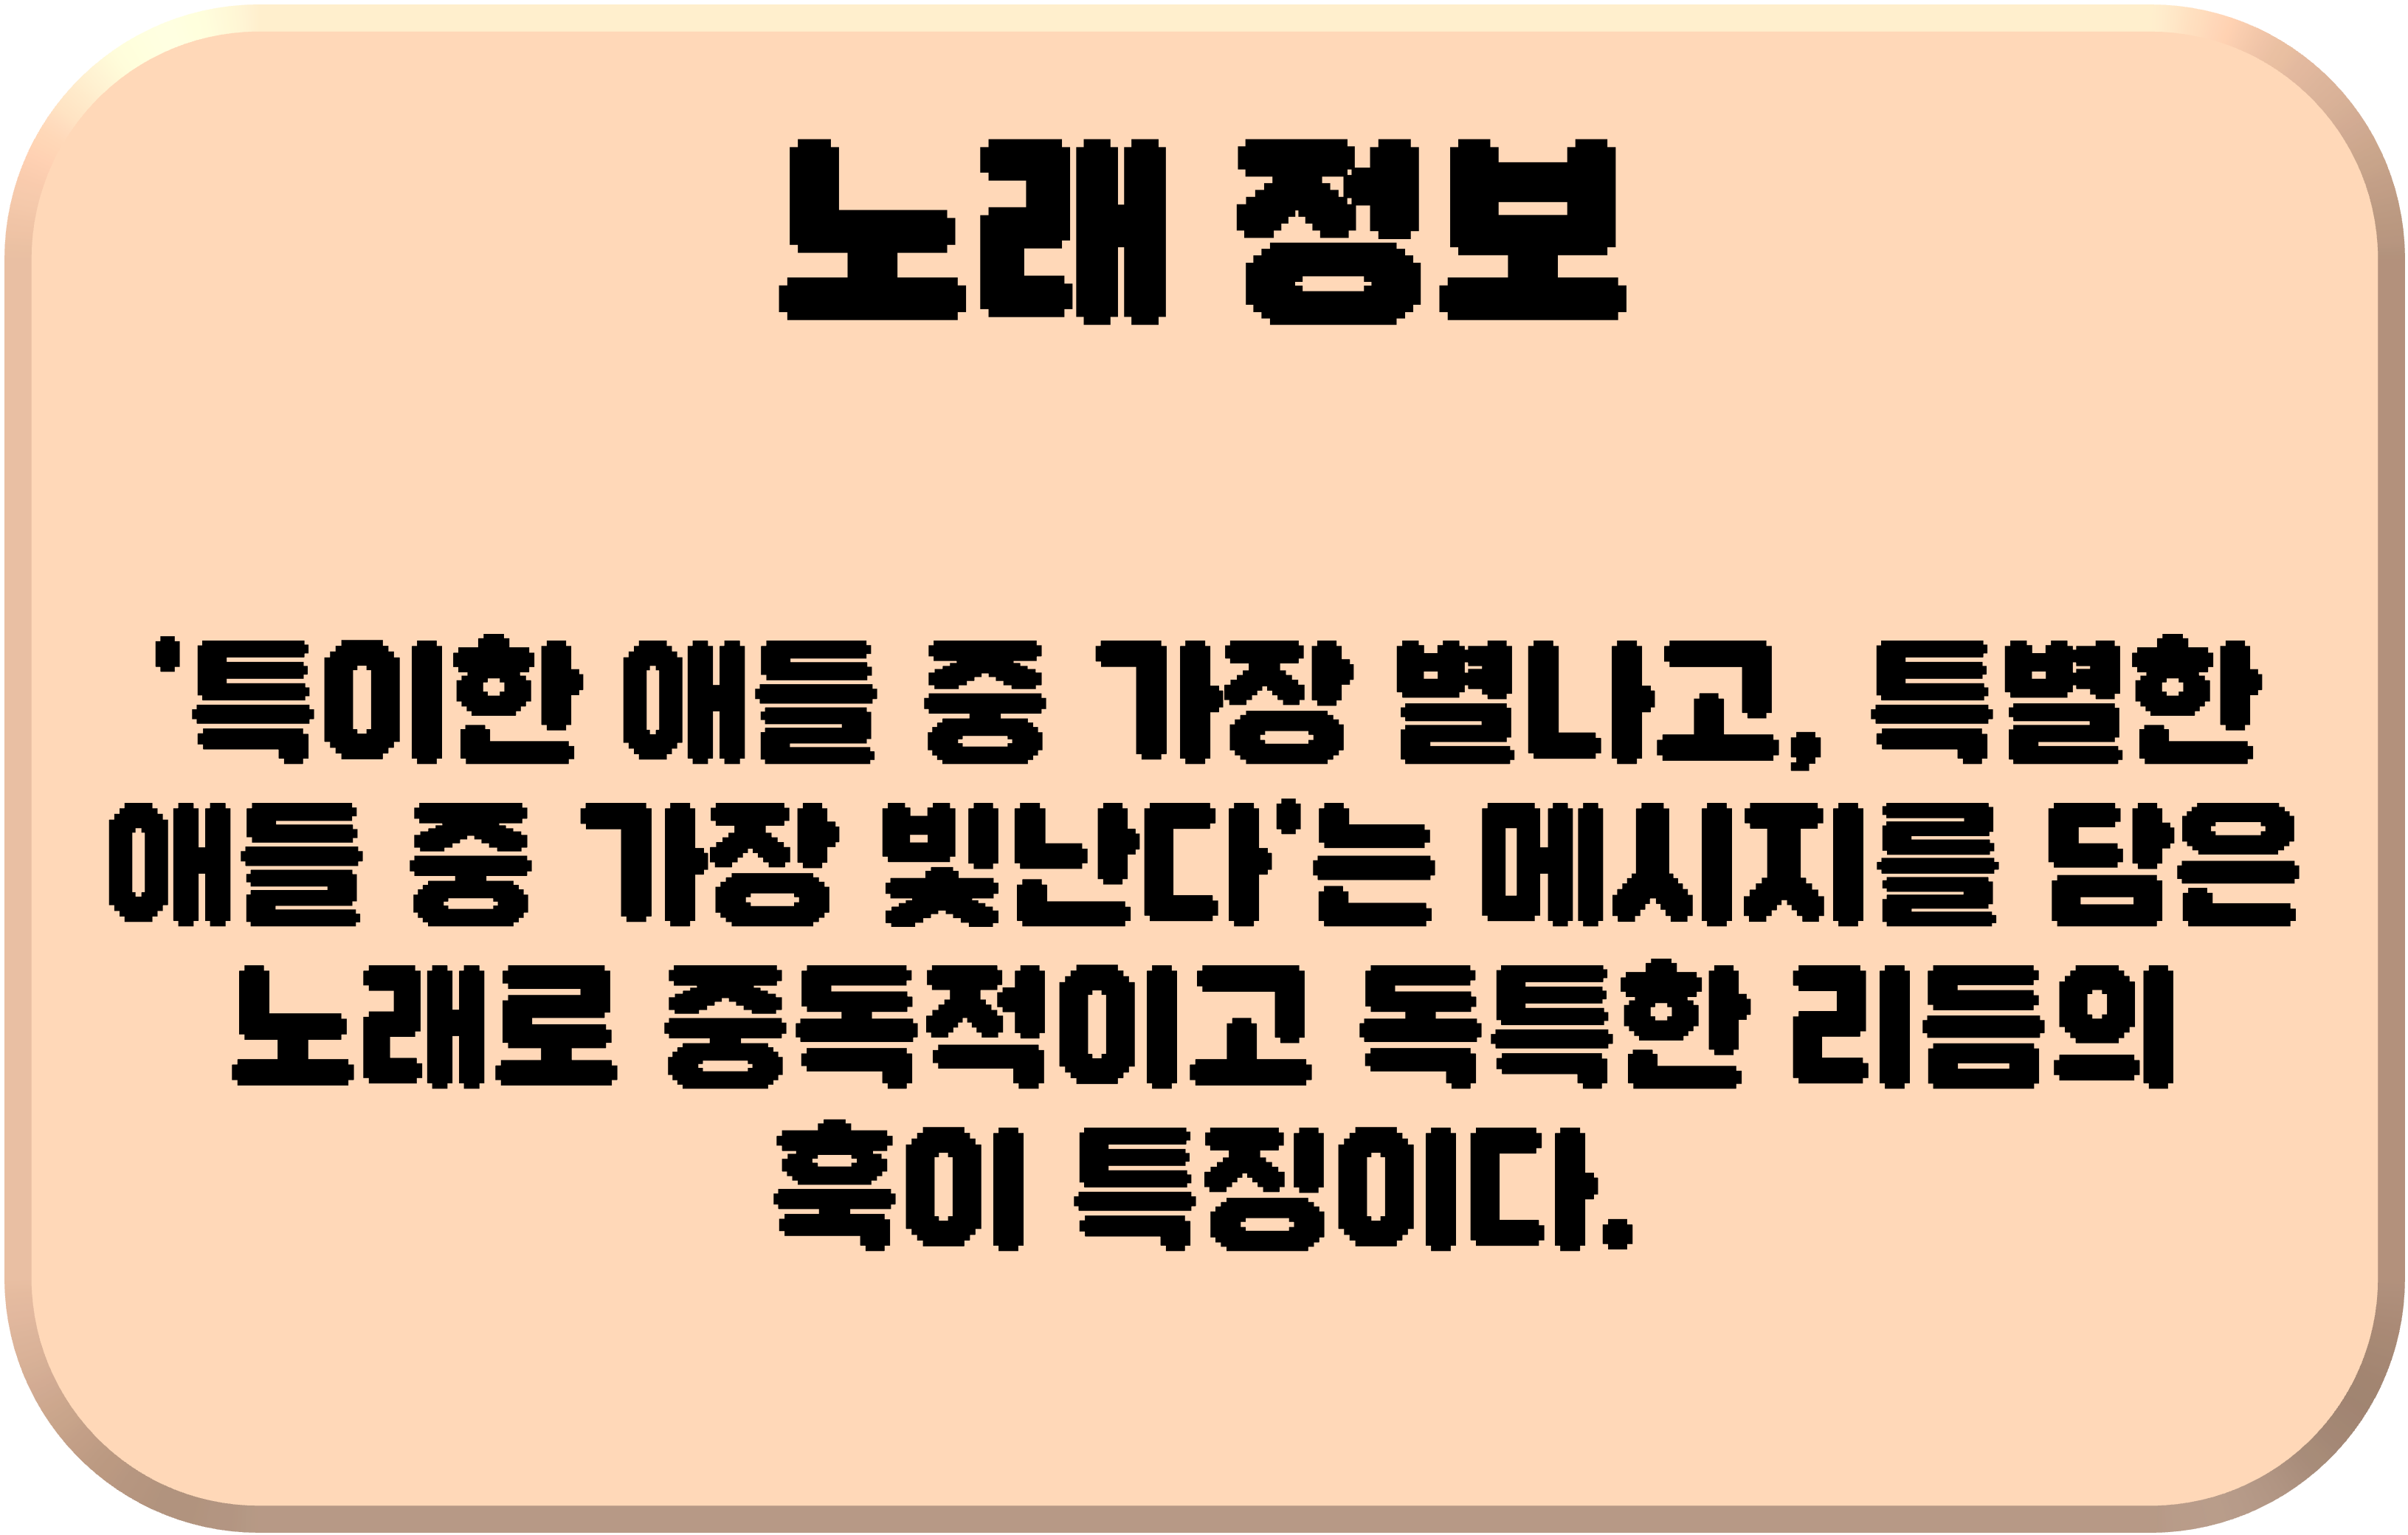 노래 정보
'특이한 애들 중 가장 별나고, 특별한
애들 중 가장 빛난다'는 메시지를 담은
노래로 중독적이고 독특한 리듬의
훅이 특징이다.